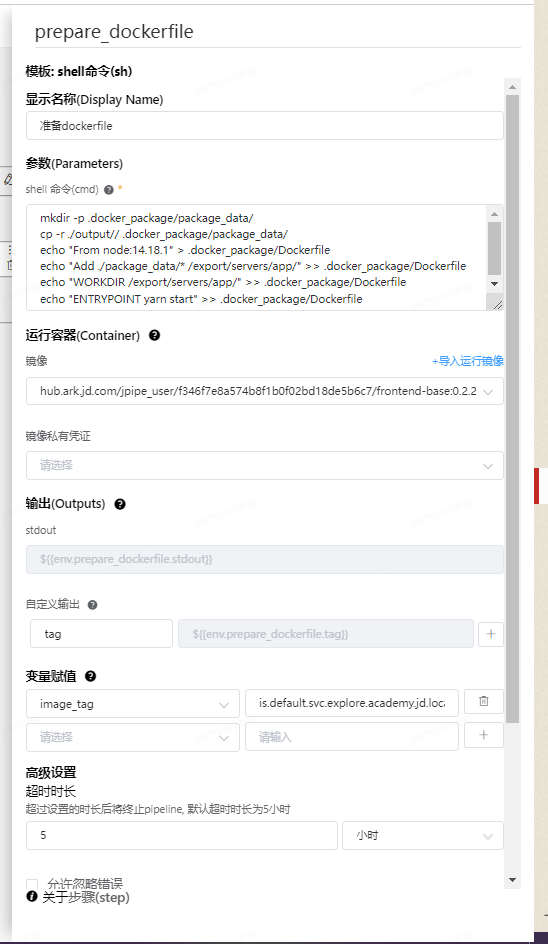 prepare_dockerfile
模板: shell命令(sh)
显示名称(Display Name)
准备dockerfile
参数(Parameters)
shell 命令(cmd) *
mkdir -p .docker_package/package_data/
cp -r ./output// .docker_package/package_data/
echo "From node:14.18.1" > .docker_package/Dockerfile
echo "Add ./package_data/* /export/servers/app/" >> .docker_package/Dockerfile
echo "WORKDIR /export/servers/app/" >> .docker_package/Dockerfile
echo "ENTRYPOINT yarn start" >> .docker_package/Dockerfile
运行容器(Container)
镜像 +导入运行镜像
hub.ark.jd.com/jpipe_user/f346f7e8a574b8f1b0f02bd18de5b6c7/frontend-base:0.2.2
镜像私有凭证
请选择
输出(Outputs)
stdout
${{env.prepare_dockerfile.stdout}}
自定义输出
tag ${{env.prepare_dockerfile.tag}} +
变量赋值
image_tag is.default.svc.explore.academy.jd.loca
请选择 请输入 +
高级设置
超时时长
超过设置的时长后将终止pipeline, 默认超时时长为5小时
5 小时
允许忽略错误
关于步骤(step)